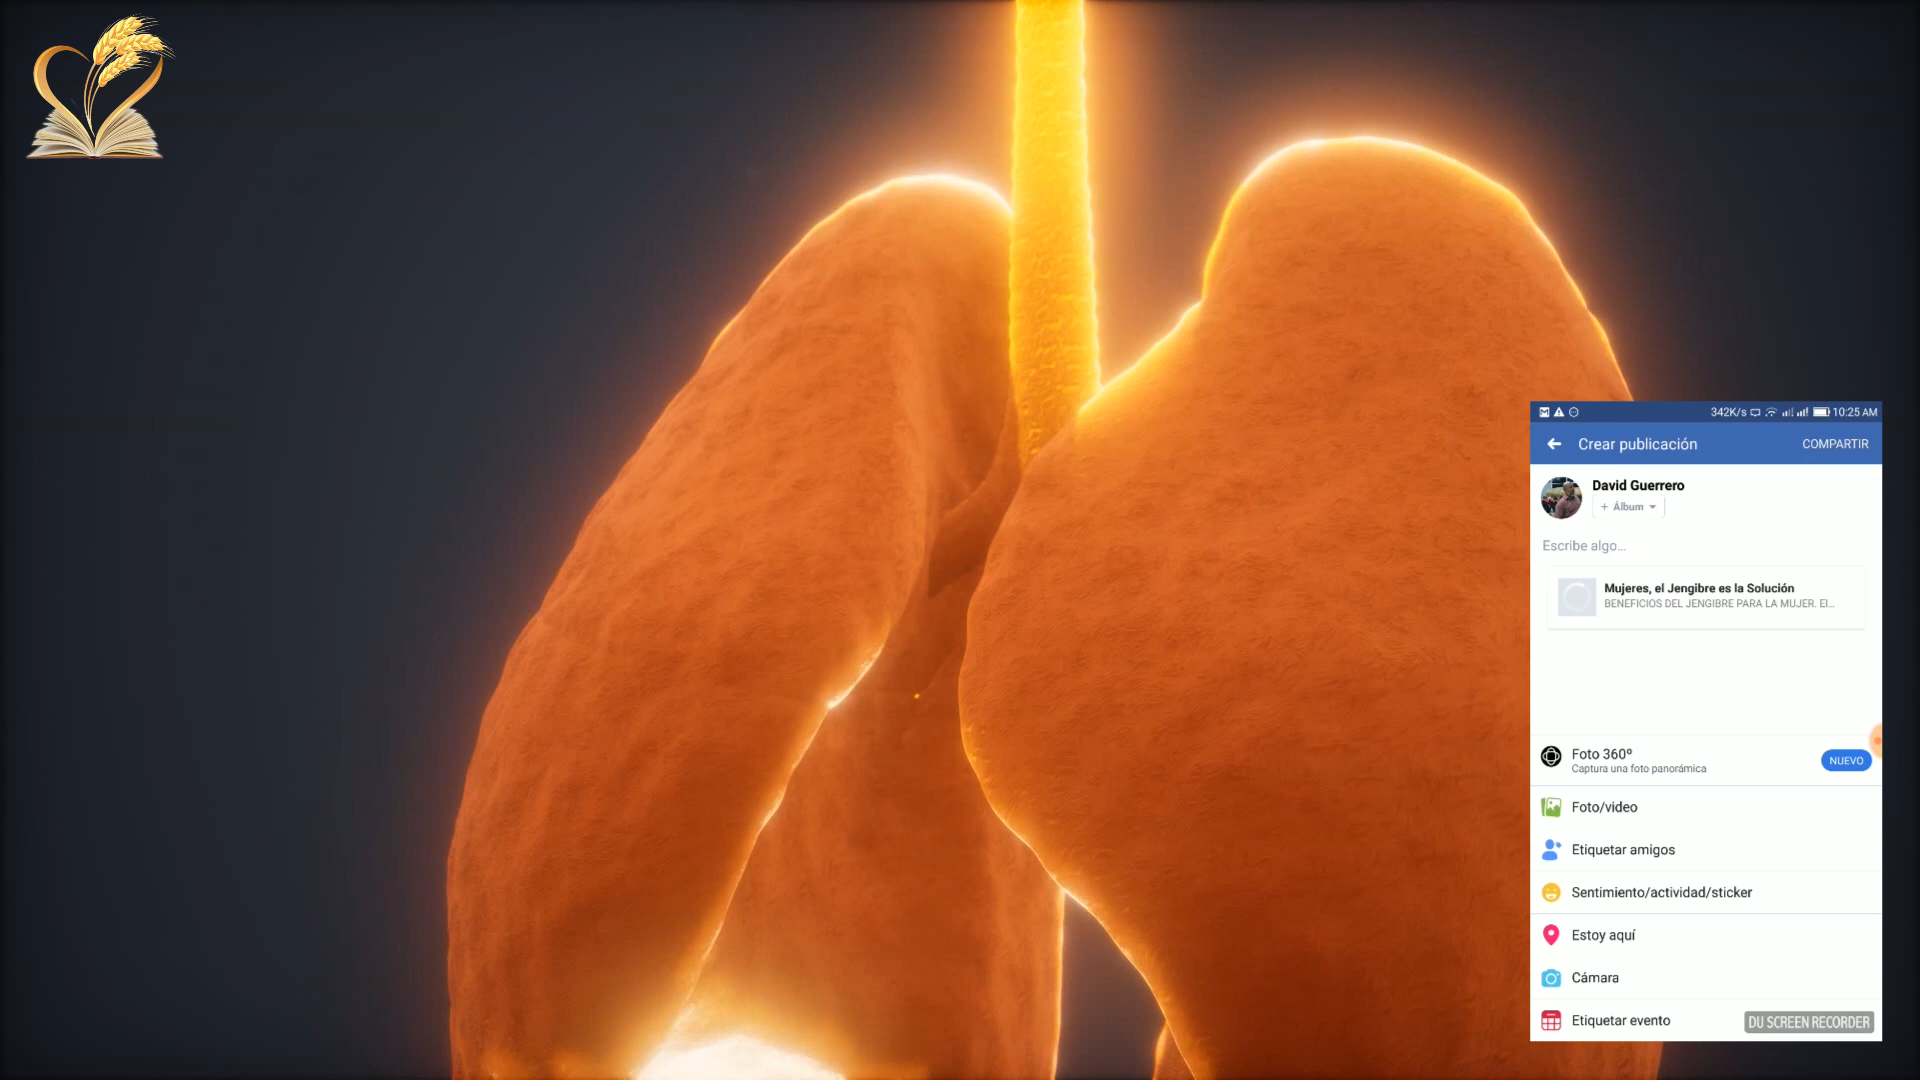 342K/s 10:25 AM
Crear publicación COMPARTIR
David Guerrero
+ Álbum
Escribe algo...
Mujeres, el Jengibre es la Solución
BENEFICIOS DEL JENGIBRE PARA LA MUJER. El...
Foto 360º
Captura una foto panorámica
NUEVO
Foto/video
Etiquetar amigos
Sentimiento/actividad/sticker
Estoy aquí
Cámara
Etiquetar evento
DU SCREEN RECORDER